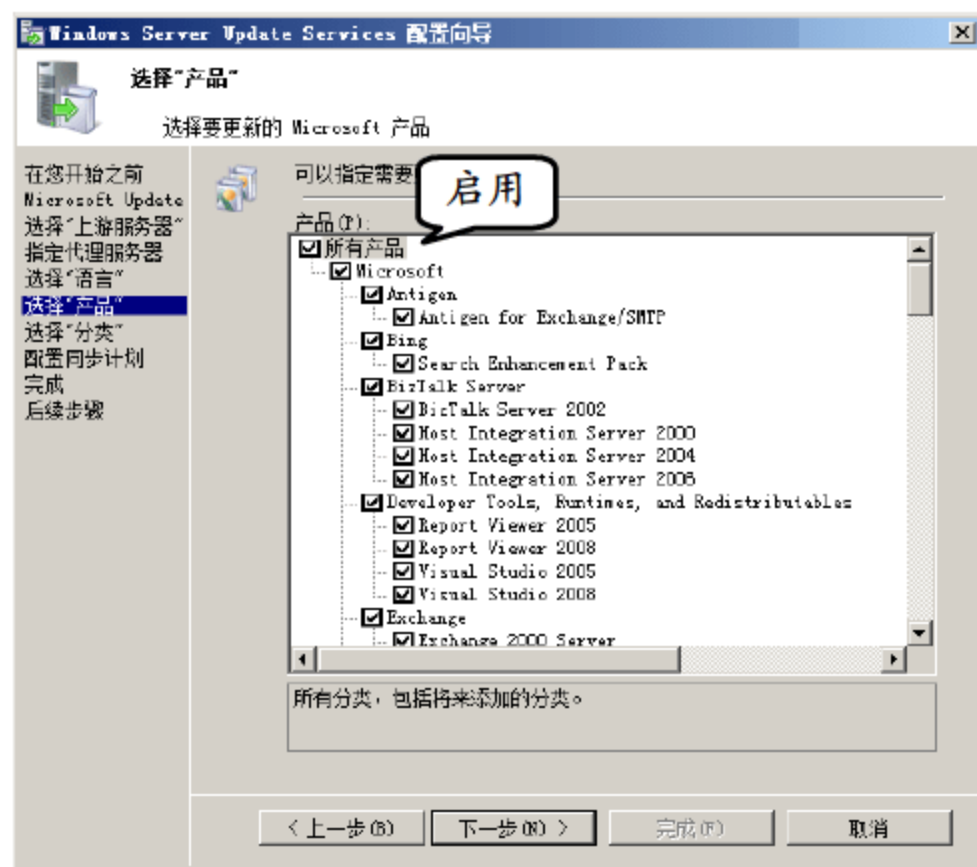 Windows Server Update Services 配置向导
选择"产品"
选择要更新的 Microsoft 产品
在您开始之前
Microsoft Update
选择"上游服务器"
指定代理服务器
选择"语言"
选择"产品"
选择"分类"
配置同步计划
完成
后续步骤
可以指定需要
启用
产品(P):
所有产品
Microsoft
Antigen
Antigen for Exchange/SMTP
Bing
Search Enhancement Pack
BizTalk Server
BizTalk Server 2002
Host Integration Server 2000
Host Integration Server 2004
Host Integration Server 2006
Developer Tools, Runtimes, and Redistributables
Report Viewer 2005
Report Viewer 2008
Visual Studio 2005
Visual Studio 2008
Exchange
Exchange 2000 Server
所有分类，包括将来添加的分类。
< 上一步(B)
下一步(N) >
完成(F)
取消